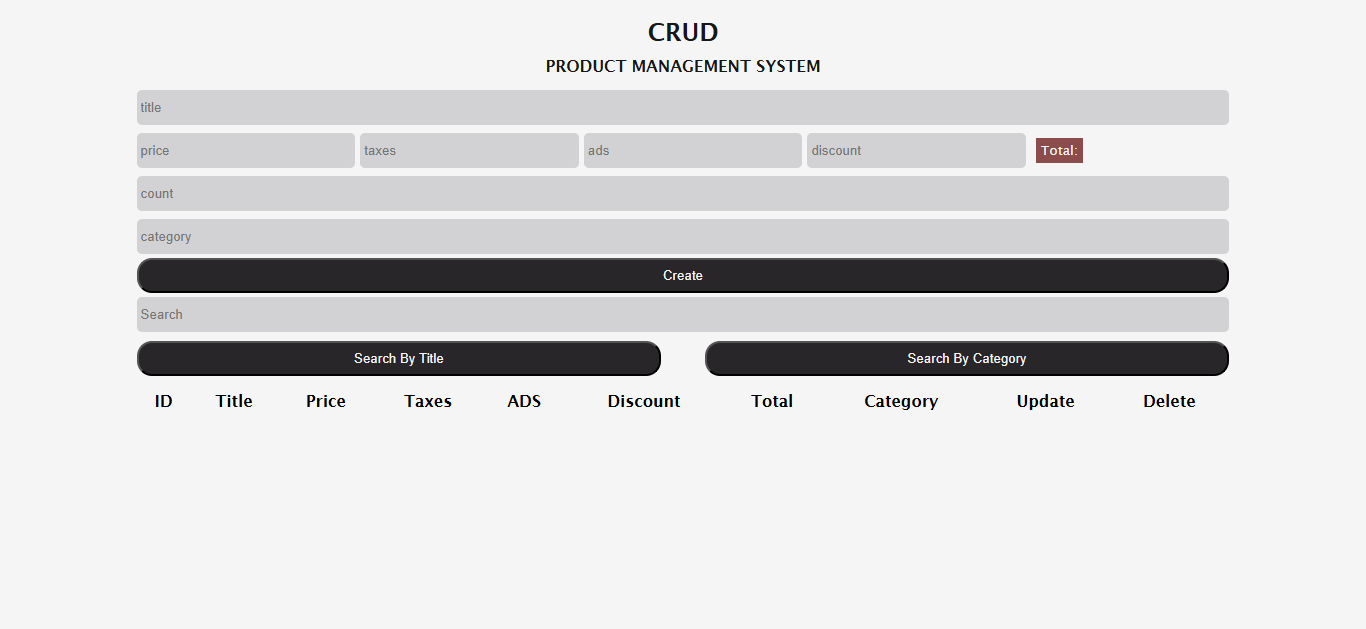 CRUD
PRODUCT MANAGEMENT SYSTEM
title
price taxes ads discount Total:
count
category
Create
Search
Search By Title Search By Category
ID Title Price Taxes ADS Discount Total Category Update Delete